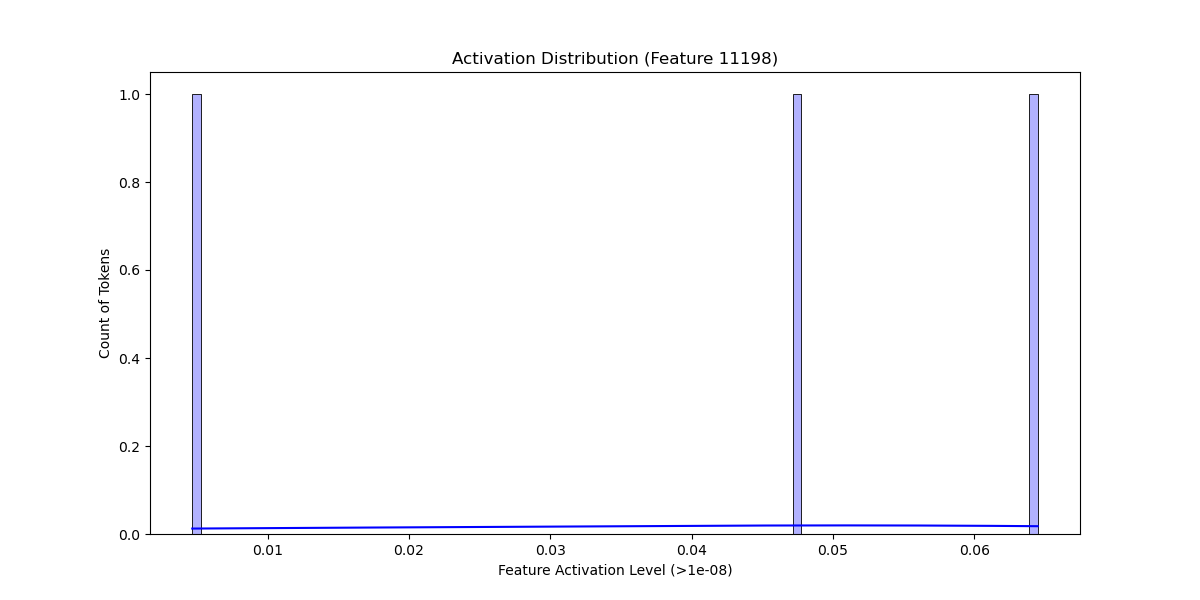 Activation Distribution (Feature 11198)
1.0
0.8
0.6
0.4
0.2
0.0
Count of Tokens
0.01 0.02 0.03 0.04 0.05 0.06
Feature Activation Level (>1e-08)